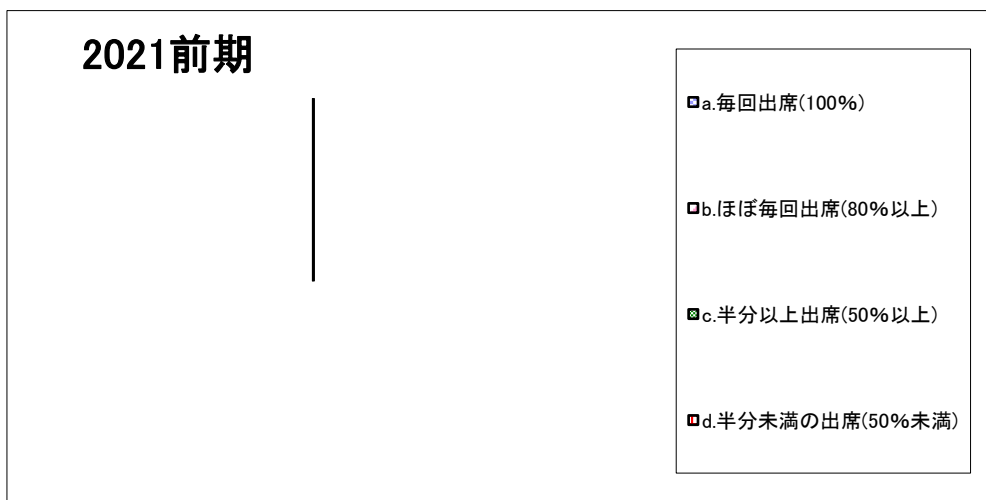 2021前期
a.毎回出席(100%)
b.ほぼ毎回出席(80%以上)
c.半分以上出席(50%以上)
d.半分未満の出席(50%未満)